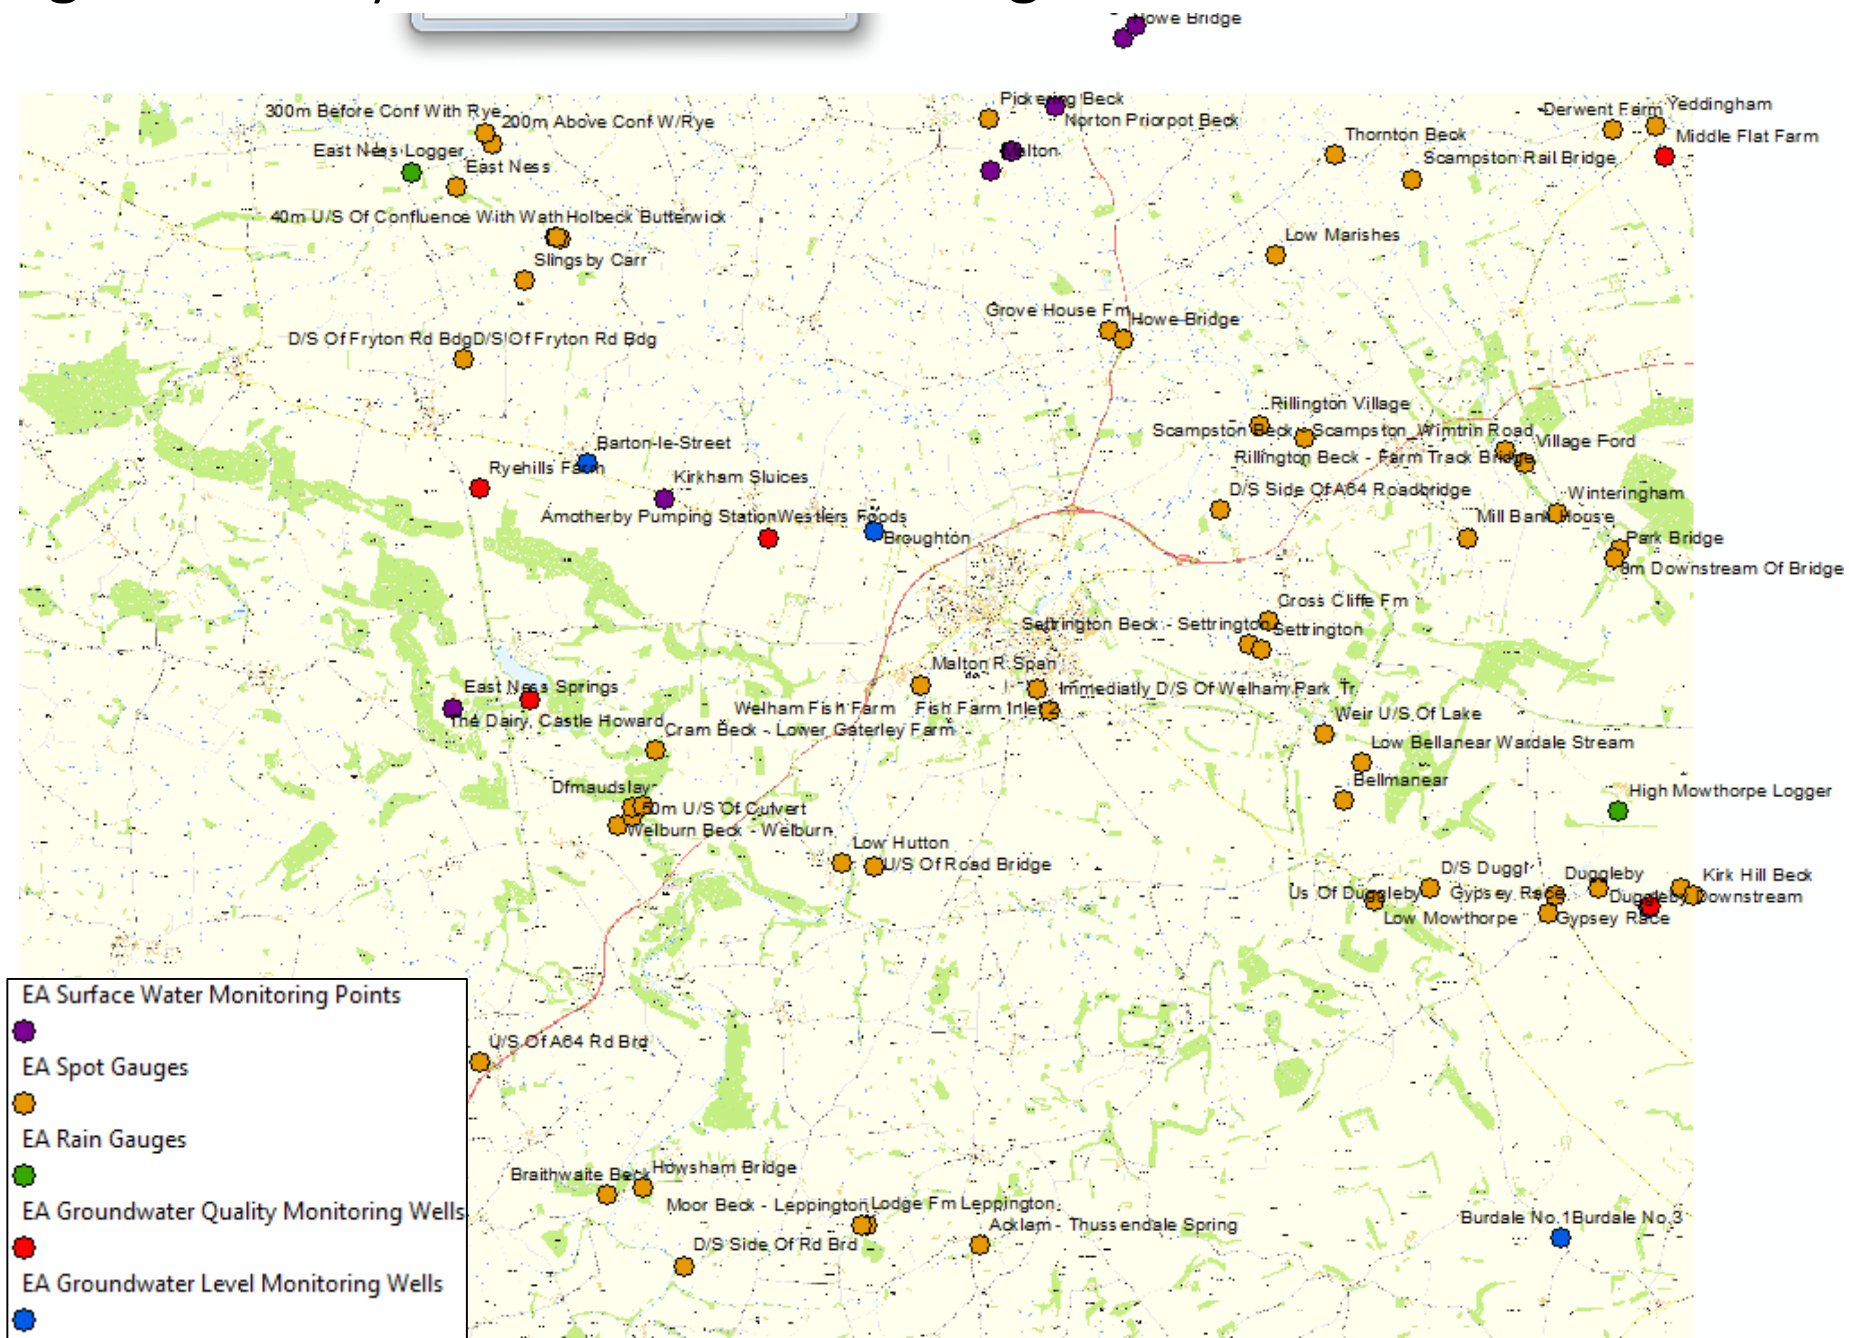 Howe Bridge
Pickering Beck
Yeddingham
Derwent Farm
300m Before Conf With Rye
200m Above Conf W/Rye
Norton Priorpot Beck
Thornton Beck
Middle Flat Farm
East Ness Logger
Malton
Scampston Rail Bridge
East Ness
40m U/S Of Confluence With Wath Holbeck Butterwick
Low Marishes
Slingsby Carr
Grove House Fm
Howe Bridge
D/S Of Fryton Rd Bdg D/S Of Fryton Rd Bdg
Rillington Village
Scampston Beck - Scampston Wimtrin Road
Village Ford
Barton-le-Street
Rillington Beck - Farm Track Bridge
Ryehills Farm
Kirkham Sluices
D/S Side Of A64 Roadbridge
Winteringham
Amotherby Pumping Station Westlers Foods
Mill Bank House
Broughton
Park Bridge
m Downstream Of Bridge
Cross Cliffe Fm
Settrington Beck - Settrington
Settrington
Malton R Span
East Ness Springs
Immediatly D/S Of Welham Park Tr.
Welham Fish Farm
Fish Farm Inlet 2
The Dairy, Castle Howard
Weir U/S Of Lake
Cram Beck - Lower Gaterley Farm
Low Bellanear Wardale Stream
Bellmanear
Dfmaudslay
High Mowthorpe Logger
50m U/S Of Culvert
Welburn Beck - Welburn
Low Hutton
U/S Of Road Bridge
D/S Duggl
Duggleby
Kirk Hill Beck
Us Of Duggleby
Gypsey Race
Duggleby Downstream
Low Mowthorpe
Gypsey Race
EA Surface Water Monitoring Points
U/S Of A64 Rd Brd
EA Spot Gauges
EA Rain Gauges
Braithwaite Beck
Howsham Bridge
EA Groundwater Quality Monitoring Wells
Moor Beck - Leppington
Lodge Fm Leppington
Acklam - Thussendale Spring
Burdale No.1 Burdale No.3
D/S Side Of Rd Brd
EA Groundwater Level Monitoring Wells